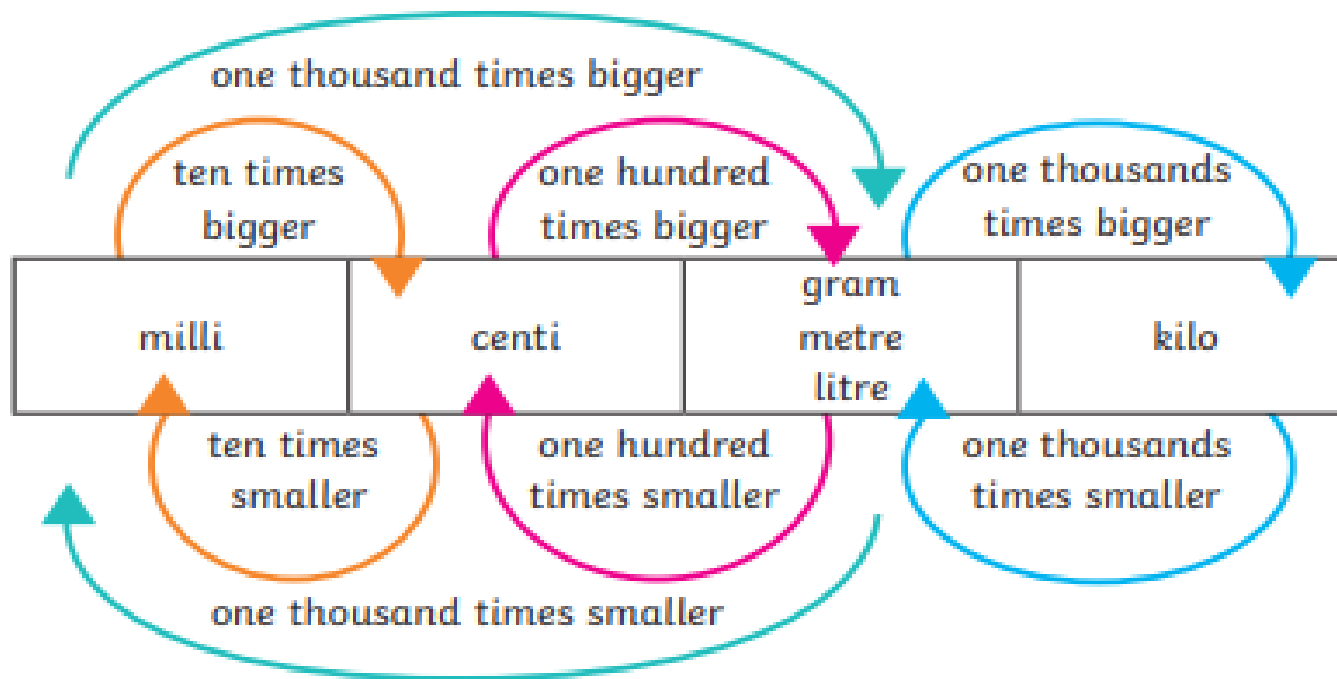 one thousand times bigger
ten times
bigger
one hundred
times bigger
one thousands
times bigger
milli
centi
gram
metre
litre
kilo
ten times
smaller
one hundred
times smaller
one thousands
times smaller
one thousand times smaller